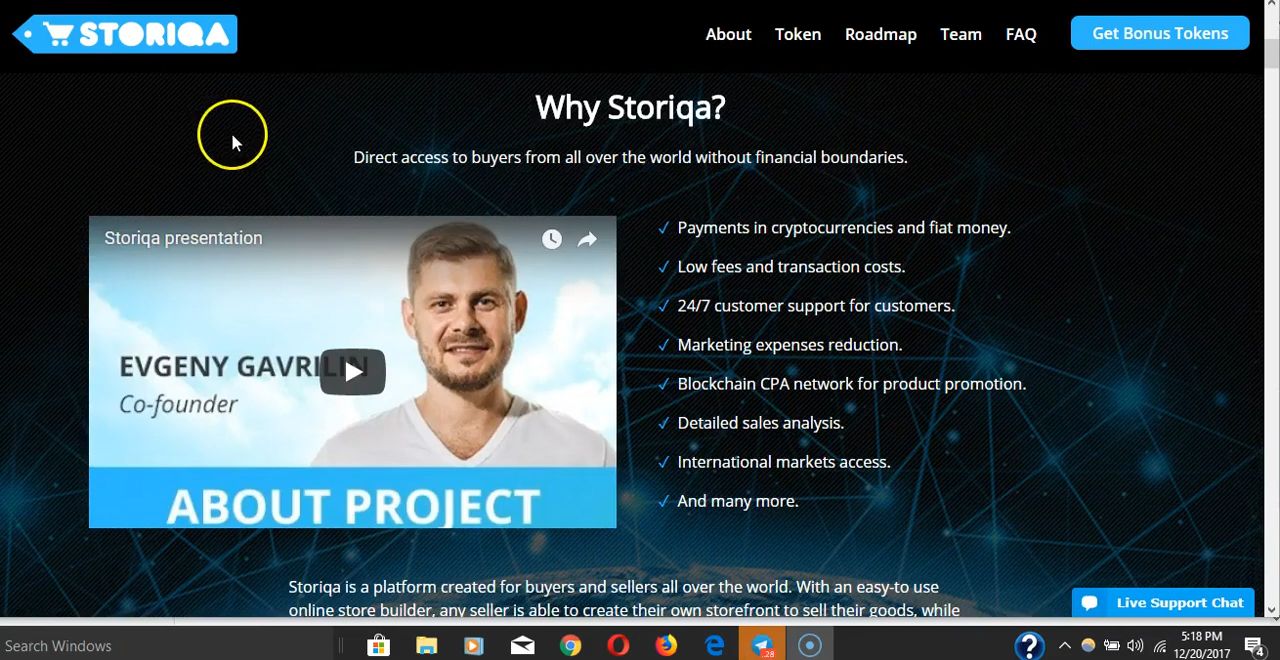 STORIQA
About Token Roadmap Team FAQ Get Bonus Tokens
Why Storiqa?
Direct access to buyers from all over the world without financial boundaries.
Storiqa presentation
EVGENY GAVRILIN
Co-founder
ABOUT PROJECT
✓ Payments in cryptocurrencies and fiat money.
✓ Low fees and transaction costs.
✓ 24/7 customer support for customers.
✓ Marketing expenses reduction.
✓ Blockchain CPA network for product promotion.
✓ Detailed sales analysis.
✓ International markets access.
✓ And many more.
Storiqa is a platform created for buyers and sellers all over the world. With an easy-to use
online store builder, any seller is able to create their own storefront to sell their goods, while
Live Support Chat
Search Windows
28
?
5:18 PM
12/20/2017
4